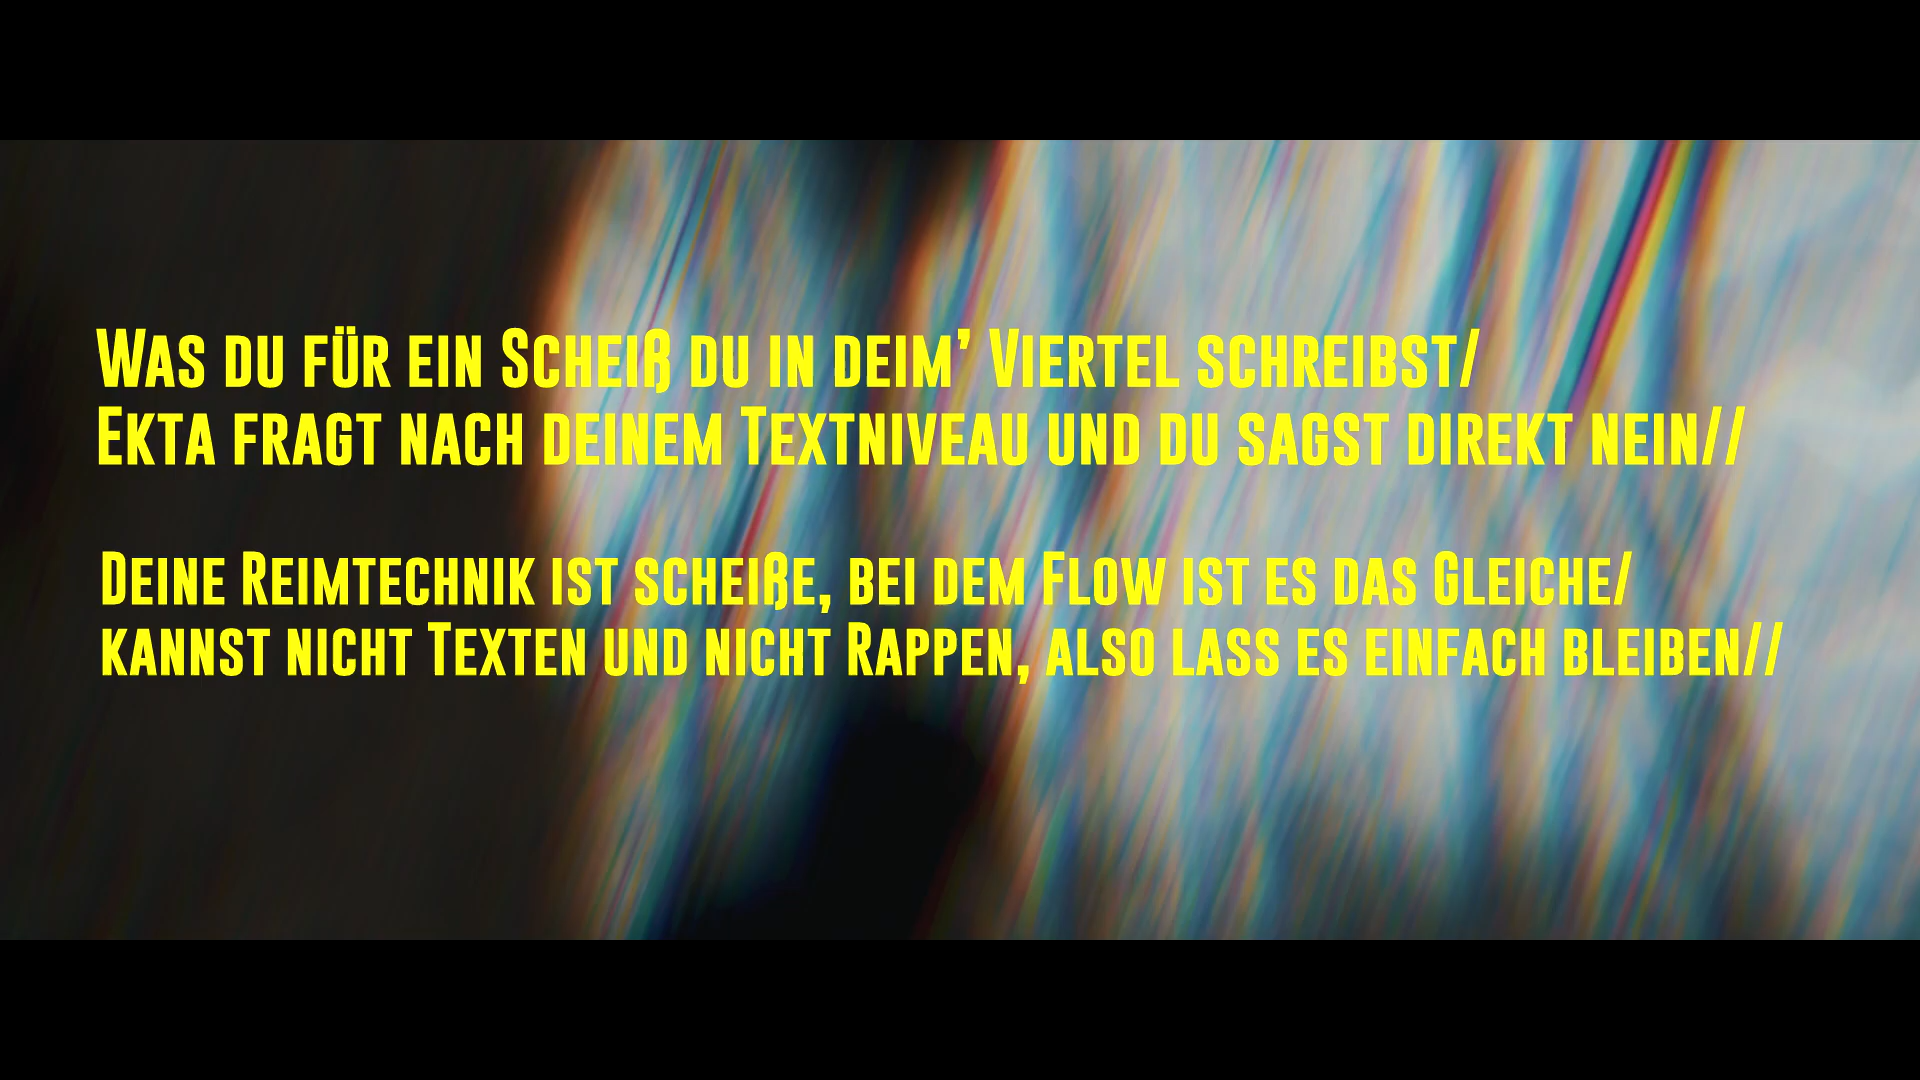 Was du für ein Scheiß du in deim’ Viertel schreibst/
Ekta fragt nach deinem Textniveau und du sagst direkt nein//
Deine Reimtechnik ist scheiße, bei dem Flow ist es das Gleiche/
kannst nicht Texten und nicht Rappen, also lass es einfach bleiben//